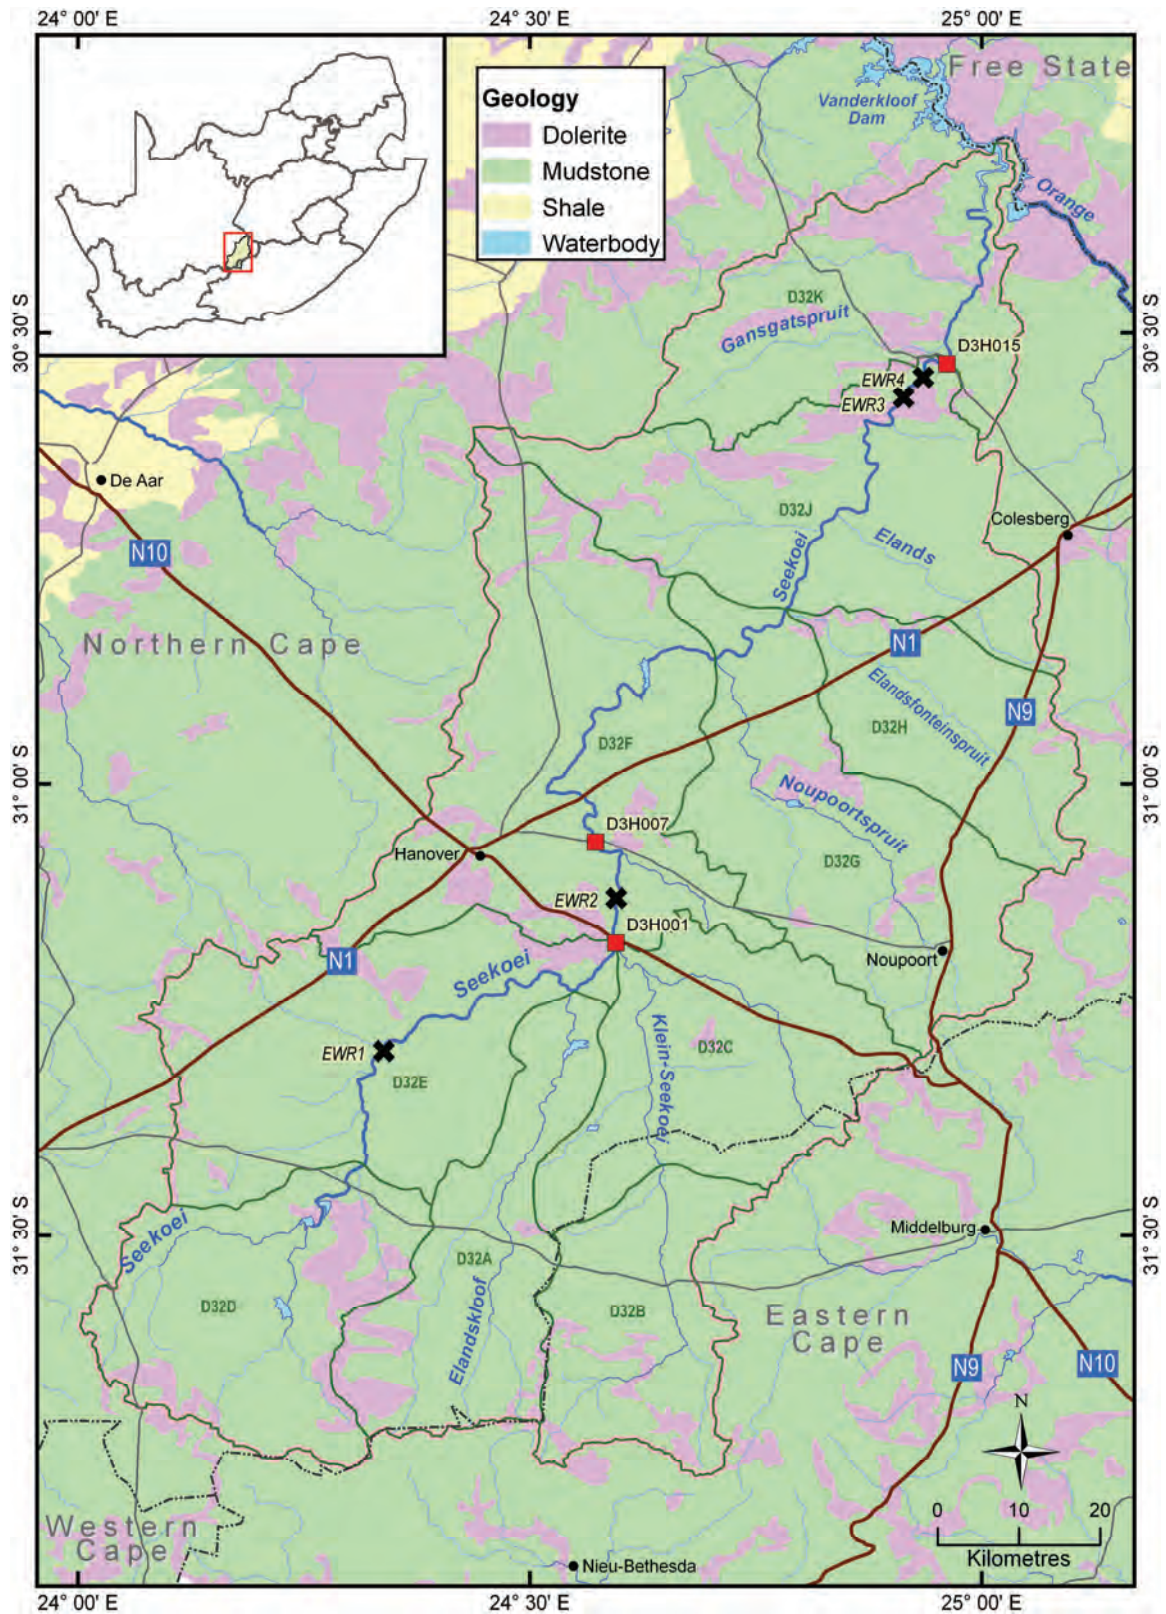 24° 00' E
24° 30' E
25° 00' E
Free State
Vanderkloof
Dam
Geology
Dolerite
Mudstone
Shale
Waterbody
Orange
30° 30' S
30° 30' S
D32K
Gansgatspruit
D3H015
EWR4
EWR3
De Aar
D32J
Colesberg
Elands
N10
Seekoei
Northern Cape
N1
Elandsfonteinspruit
N9
D32H
D32F
31° 00' S
31° 00' S
Noupoortspruit
D3H007
Hanover
D32G
EWR2
D3H001
Noupoort
N1
Seekoei
Klein-Seekoei
D32C
EWR1
D32E
Seekoei
31° 30' S
31° 30' S
Middelburg
D32A
D32D
Elandskloof
D32B
Eastern
Cape
N9
N10
N
0 10 20
Kilometres
Western
Cape
Nieu-Bethesda
24° 00' E
24° 30' E
25° 00' E